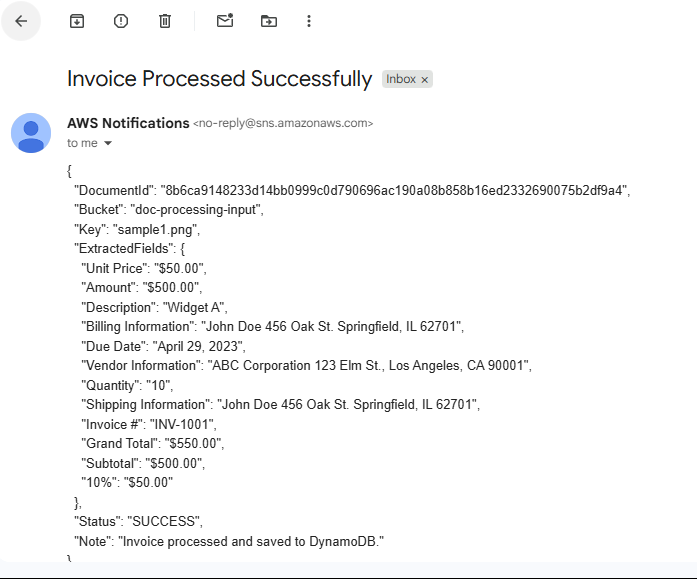 Invoice Processed Successfully Inbox ×
AWS Notifications <no-reply@sns.amazonaws.com>
to me
{
"DocumentId": "8b6ca9148233d14bb0999c0d790696ac190a08b858b16ed2332690075b2df9a4",
"Bucket": "doc-processing-input",
"Key": "sample1.png",
"ExtractedFields": {
"Unit Price": "$50.00",
"Amount": "$500.00",
"Description": "Widget A",
"Billing Information": "John Doe 456 Oak St. Springfield, IL 62701",
"Due Date": "April 29, 2023",
"Vendor Information": "ABC Corporation 123 Elm St., Los Angeles, CA 90001",
"Quantity": "10",
"Shipping Information": "John Doe 456 Oak St. Springfield, IL 62701",
"Invoice #": "INV-1001",
"Grand Total": "$550.00",
"Subtotal": "$500.00",
"10%": "$50.00"
},
"Status": "SUCCESS",
"Note": "Invoice processed and saved to DynamoDB."
}